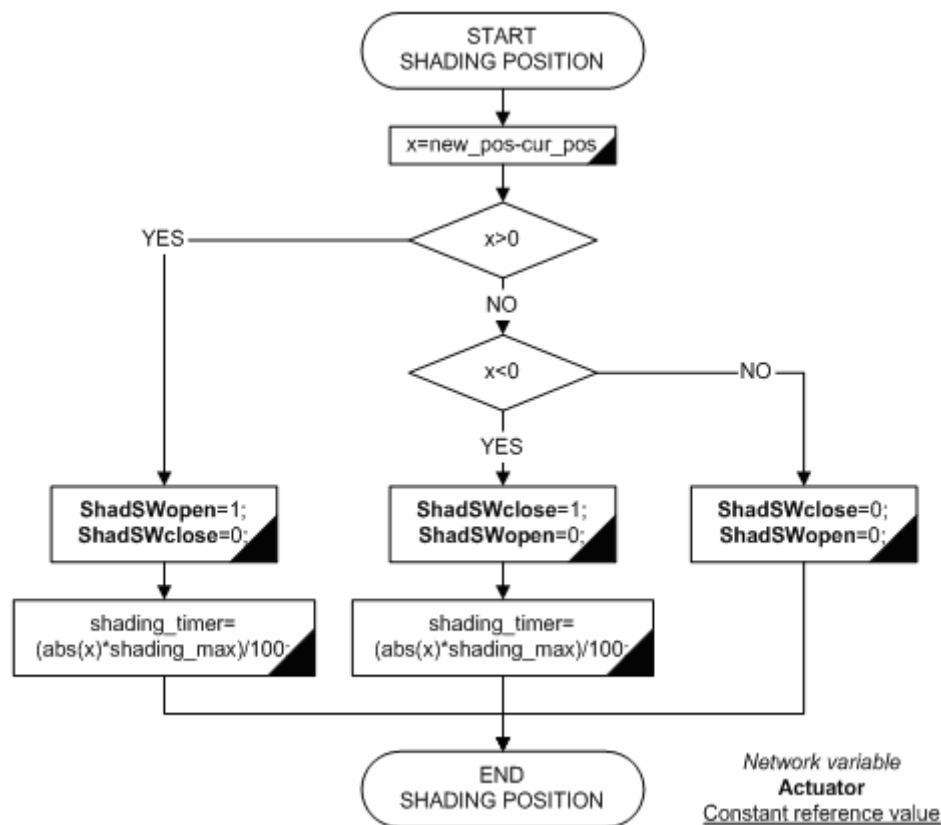 START
SHADING POSITION
x=new_pos-cur_pos
x>0
YES
NO
x<0
NO
YES
ShadSWopen=1;
ShadSWclose=0;
ShadSWclose=1;
ShadSWopen=0;
ShadSWclose=0;
ShadSWopen=0;
shading_timer=
(abs(x)*shading_max)/100;
shading_timer=
(abs(x)*shading_max)/100;
END
SHADING POSITION
Network variable
Actuator
Constant reference value